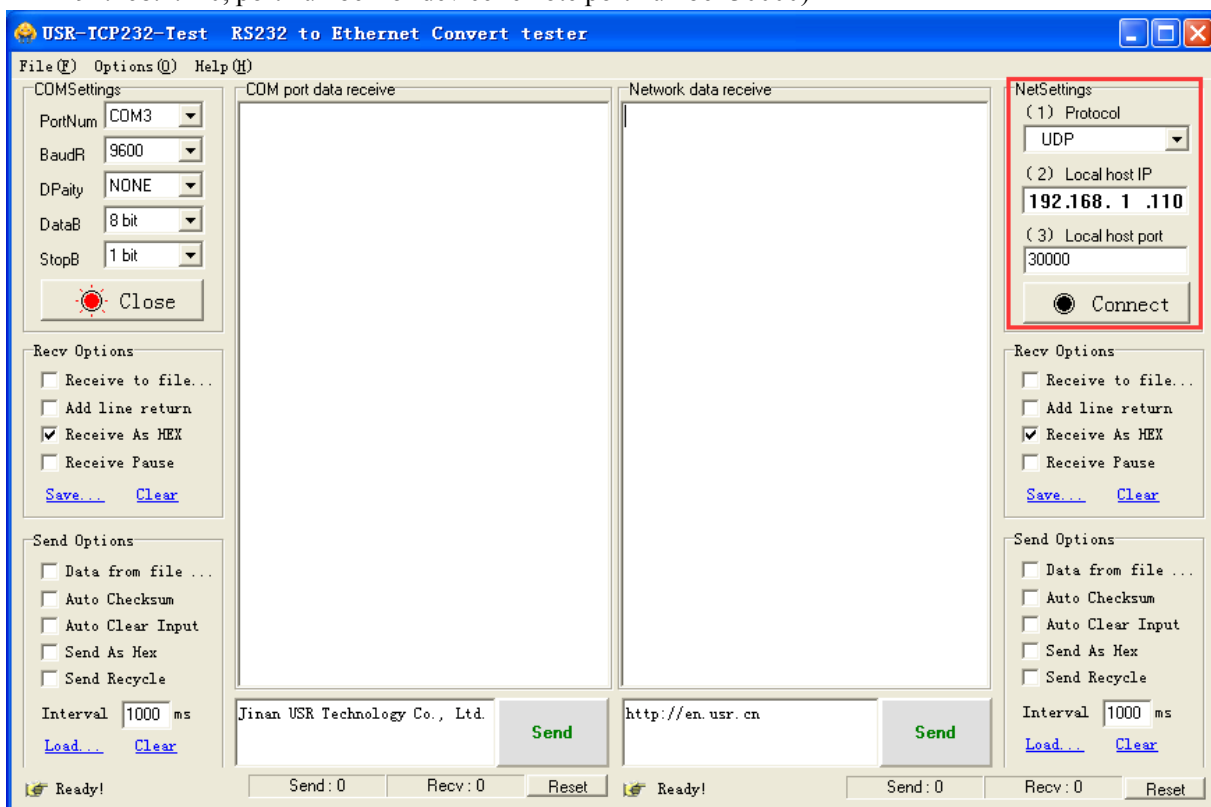 USR-TCP232-Test RS232 to Ethernet Convert tester
File(F) Options(O) Help(H)
COMSettings
PortNum COM3
BaudR 9600
DPaity NONE
DataB 8 bit
StopB 1 bit
Close
Recv Options
Receive to file...
Add line return
Receive As HEX
Receive Pause
Save... Clear
Send Options
Data from file ...
Auto Checksum
Auto Clear Input
Send As Hex
Send Recycle
Interval 1000 ms
Load... Clear
COM port data receive
Jinan USR Technology Co., Ltd.
Send
Network data receive
http://en.usr.cn
Send
NetSettings
(1) Protocol
UDP
(2) Local host IP
192.168. 1 .110
(3) Local host port
30000
Connect
Recv Options
Receive to file...
Add line return
Receive As HEX
Receive Pause
Save... Clear
Send Options
Data from file ...
Auto Checksum
Auto Clear Input
Send As Hex
Send Recycle
Interval 1000 ms
Load... Clear
Ready! Send : 0 Recv : 0 Reset
Ready! Send : 0 Recv : 0 Reset